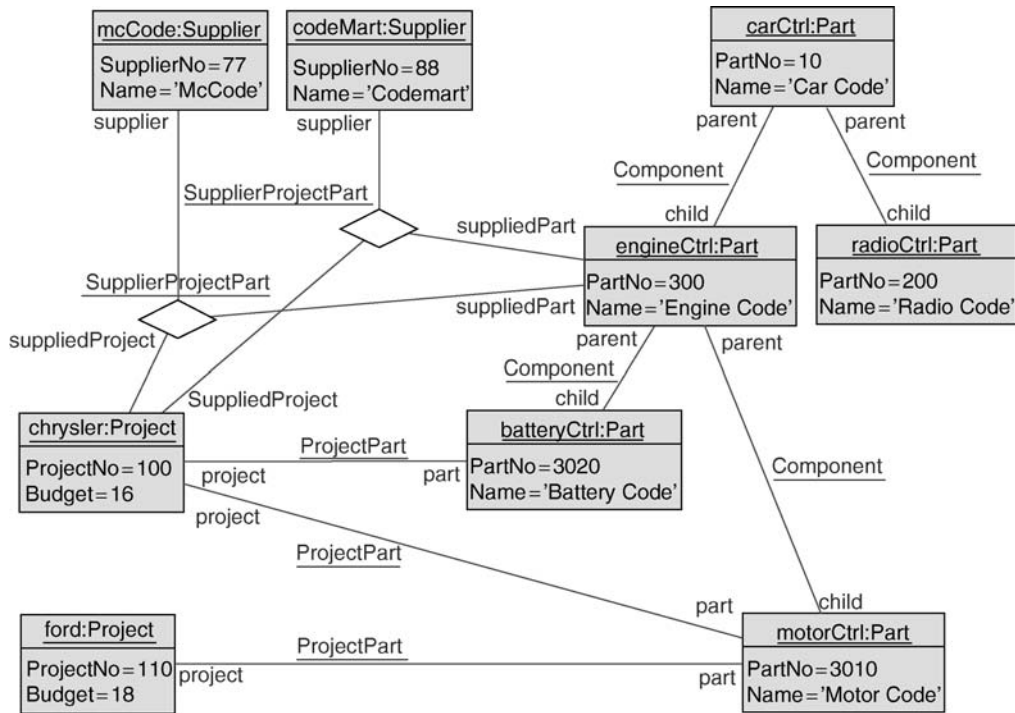 mcCode:Supplier
SupplierNo=77
Name='McCode'
supplier
codeMart:Supplier
SupplierNo=88
Name='Codemart'
supplier
carCtrl:Part
PartNo=10
Name='Car Code'
parent
parent
Component
Component
child
child
SupplierProjectPart
suppliedPart
engineCtrl:Part
PartNo=300
Name='Engine Code'
radioCtrl:Part
PartNo=200
Name='Radio Code'
SupplierProjectPart
suppliedPart
suppliedProject
parent
parent
Component
child
SuppliedProject
chrysler:Project
ProjectNo=100
Budget=16
ProjectPart
project
part
batteryCtrl:Part
PartNo=3020
Name='Battery Code'
Component
project
ProjectPart
part
child
ford:Project
ProjectNo=110
Budget=18
ProjectPart
project
part
motorCtrl:Part
PartNo=3010
Name='Motor Code'